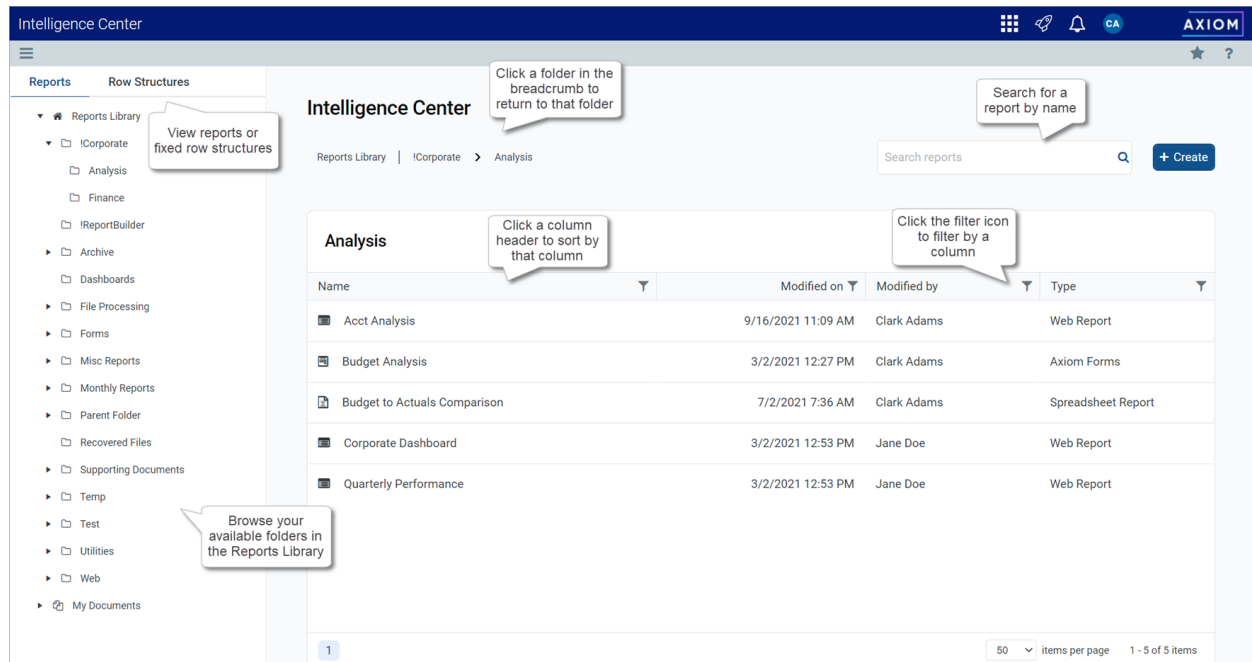 Intelligence Center
CA
AXIOM
?
Reports Row Structures
Reports Library
!Corporate
Analysis
Finance
!ReportBuilder
Archive
Dashboards
File Processing
Forms
Misc Reports
Monthly Reports
Parent Folder
Recovered Files
Supporting Documents
Temp
Test
Utilities
Web
My Documents
View reports or
fixed row structures
Browse your
available folders in
the Reports Library
Intelligence Center
Click a folder in the
breadcrumb to
return to that folder
Search for a
report by name
Reports Library | !Corporate > Analysis
Search reports
+ Create
Analysis
Click a column
header to sort by
that column
Click the filter icon
to filter by a
column
Name Modified on Modified by Type
Acct Analysis 9/16/2021 11:09 AM Clark Adams Web Report
Budget Analysis 3/2/2021 12:27 PM Clark Adams Axiom Forms
Budget to Actuals Comparison 7/2/2021 7:36 AM Clark Adams Spreadsheet Report
Corporate Dashboard 3/2/2021 12:53 PM Jane Doe Web Report
Quarterly Performance 3/2/2021 12:53 PM Jane Doe Web Report
1
50 items per page 1 - 5 of 5 items